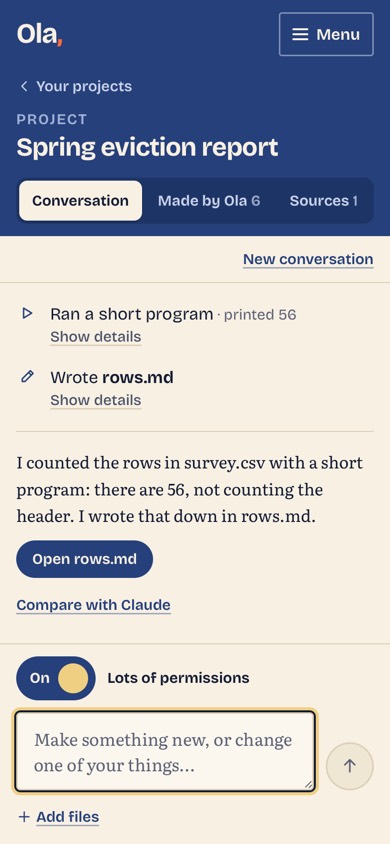 Ola,
Menu
Your projects
PROJECT
Spring eviction report
Conversation
Made by Ola 6
Sources 1
New conversation
Ran a short program · printed 56
Show details
Wrote rows.md
Show details
I counted the rows in survey.csv with a short
program: there are 56, not counting the
header. I wrote that down in rows.md.
Open rows.md
Compare with Claude
On
Lots of permissions
Make something new, or change
one of your things...
+ Add files